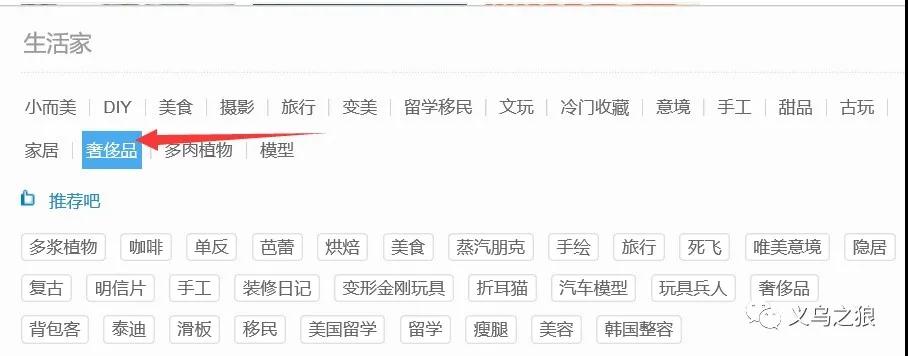 生活家
小而美 | DIY | 美食 | 摄影 | 旅行 | 变美 | 留学移民 | 文玩 | 冷门收藏 | 意境 | 手工 | 甜品 | 古玩 |
家居 | 奢侈品 | 多肉植物 | 模型
推荐吧
多浆植物 咖啡 单反 芭蕾 烘焙 美食 蒸汽朋克 手绘 旅行 死飞 唯美意境 隐居
复古 明信片 手工 装修日记 变形金刚玩具 折耳猫 汽车模型 玩具兵人 奢侈品
背包客 泰迪 滑板 移民 美国留学 留学 瘦腿 美容 韩国整容
义乌之狼